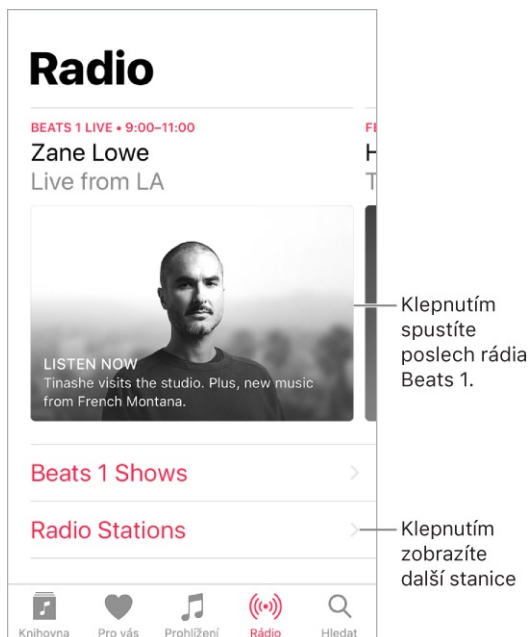 Radio
BEATS 1 LIVE • 9:00–11:00
Zane Lowe
Live from LA
LISTEN NOW
Tinashe visits the studio. Plus, new music
from French Montana.
Klepnutím
spustíte
poslech rádia
Beats 1.
Beats 1 Shows
Radio Stations
Klepnutím
zobrazíte
další stanice
Knihovna
Pro vás
Prohlížení
Rádio
Hledat